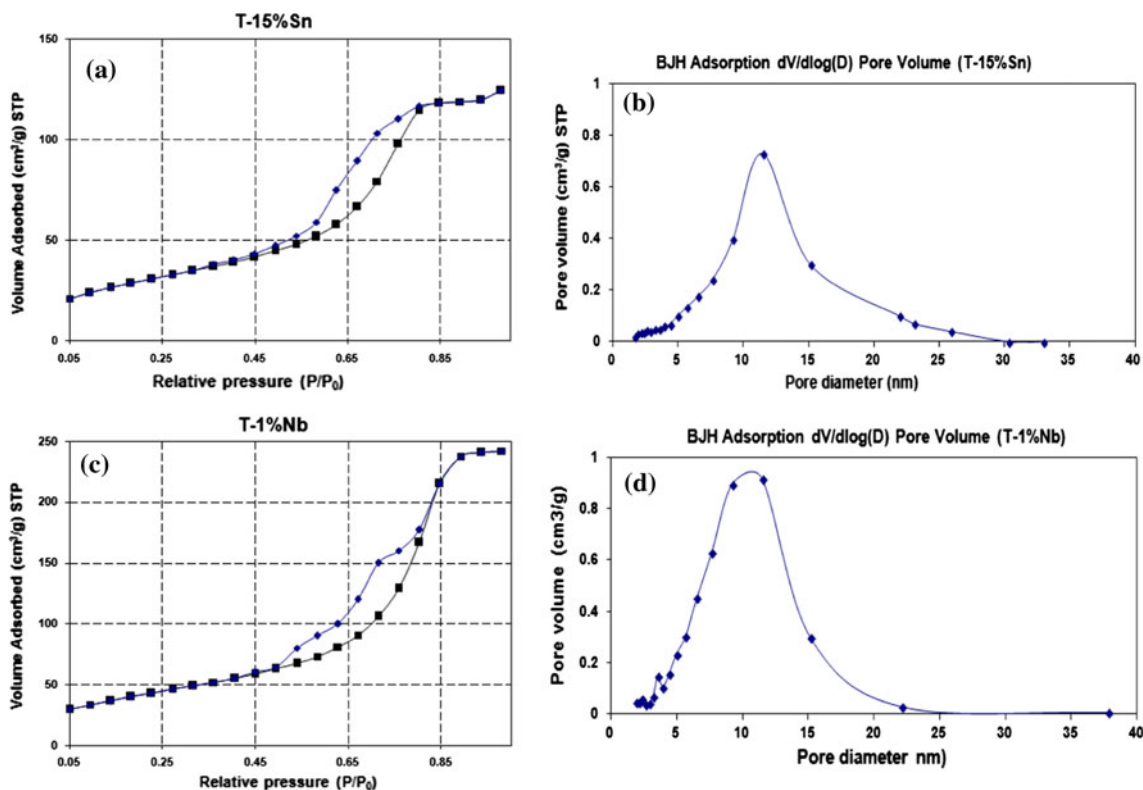 T-15%Sn
(a)
Volume Adsorbed (cm³/g) STP
150
100
50
0
0.05 0.25 0.45 0.65 0.85
Relative pressure (P/P₀)
BJH Adsorption dV/dlog(D) Pore Volume (T-15%Sn)
(b)
Pore volume (cm³/g) STP
1
0.8
0.6
0.4
0.2
0
0 5 10 15 20 25 30 35 40
Pore diameter (nm)
T-1%Nb
(c)
Volume Adsorbed (cm³/g) STP
250
200
150
100
50
0
0.05 0.25 0.45 0.65 0.85
Relative pressure (P/P₀)
BJH Adsorption dV/dlog(D) Pore Volume (T-1%Nb)
(d)
Pore volume (cm3/g)
1
0.8
0.6
0.4
0.2
0
0 5 10 15 20 25 30 35 40
Pore diameter nm)